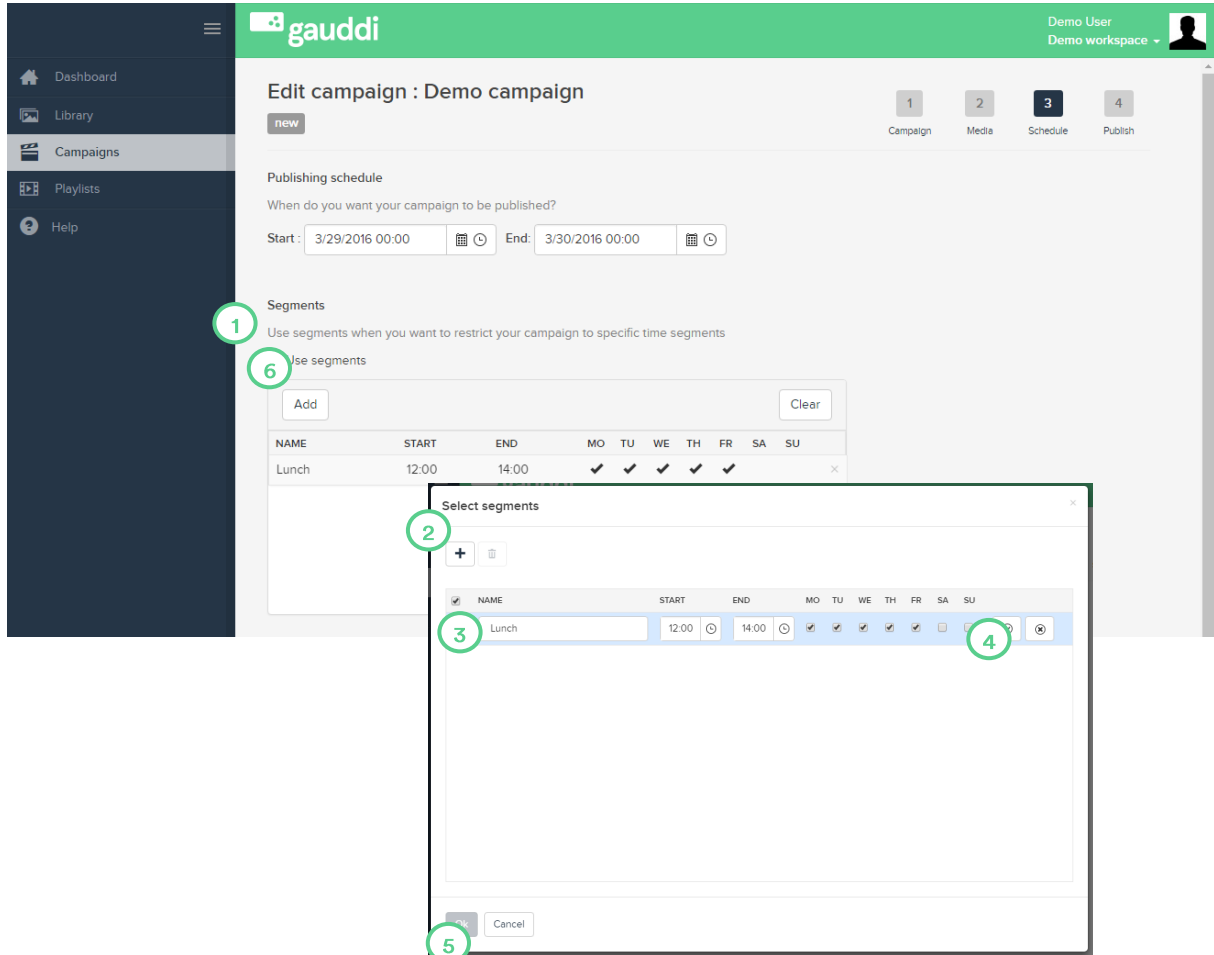 gauddi
Demo User
Demo workspace
Dashboard
Library
Campaigns
Playlists
Help
Edit campaign : Demo campaign
new
1
2
3
4
Campaign
Media
Schedule
Publish
Publishing schedule
When do you want your campaign to be published?
Start : 3/29/2016 00:00 End: 3/30/2016 00:00
Segments
1
Use segments when you want to restrict your campaign to specific time segments
6
Use segments
Add
Clear
NAME START END MO TU WE TH FR SA SU
Lunch 12:00 14:00
Select segments
2
NAME START END MO TU WE TH FR SA SU
3
Lunch 12:00 14:00
4
Ok Cancel
5